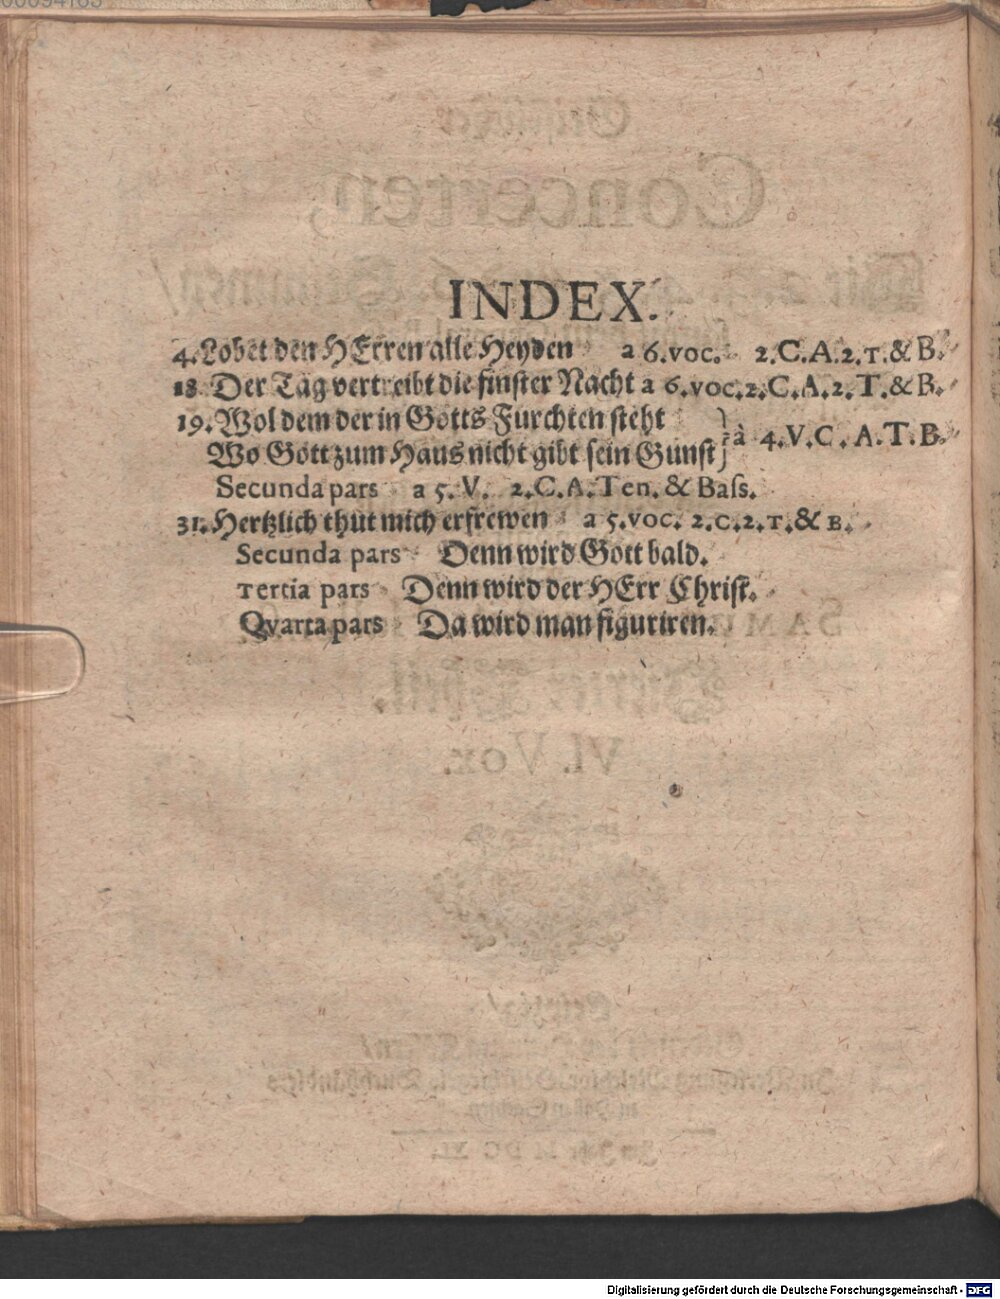 INDEX.
4. Lobet den HErren alle Heyden a 6. voc. 2. C. A. 2. T. & B.
18. Der Tag vertreibt die finster Nacht a 6. voc. 2. C. A. 2. T. & B.
19. Wol dem der in Gotts Furchten steht
à 4. V. C. A. T. B.
Wo Gott zum Haus nicht gibt sein Gunst
Secunda pars a 5. V. 2. C. A. Ten. & Baſs.
31. Hertzlich thut mich erfrewen a 5. voc. 2. C. 2. T. & B.
Secunda pars Denn wird Gott bald.
Tertia pars Denn wird der HErr Christ.
Qvarta pars Da wird man figuriren.
Digitalisierung gefördert durch die Deutsche Forschungsgemeinschaft - DFG